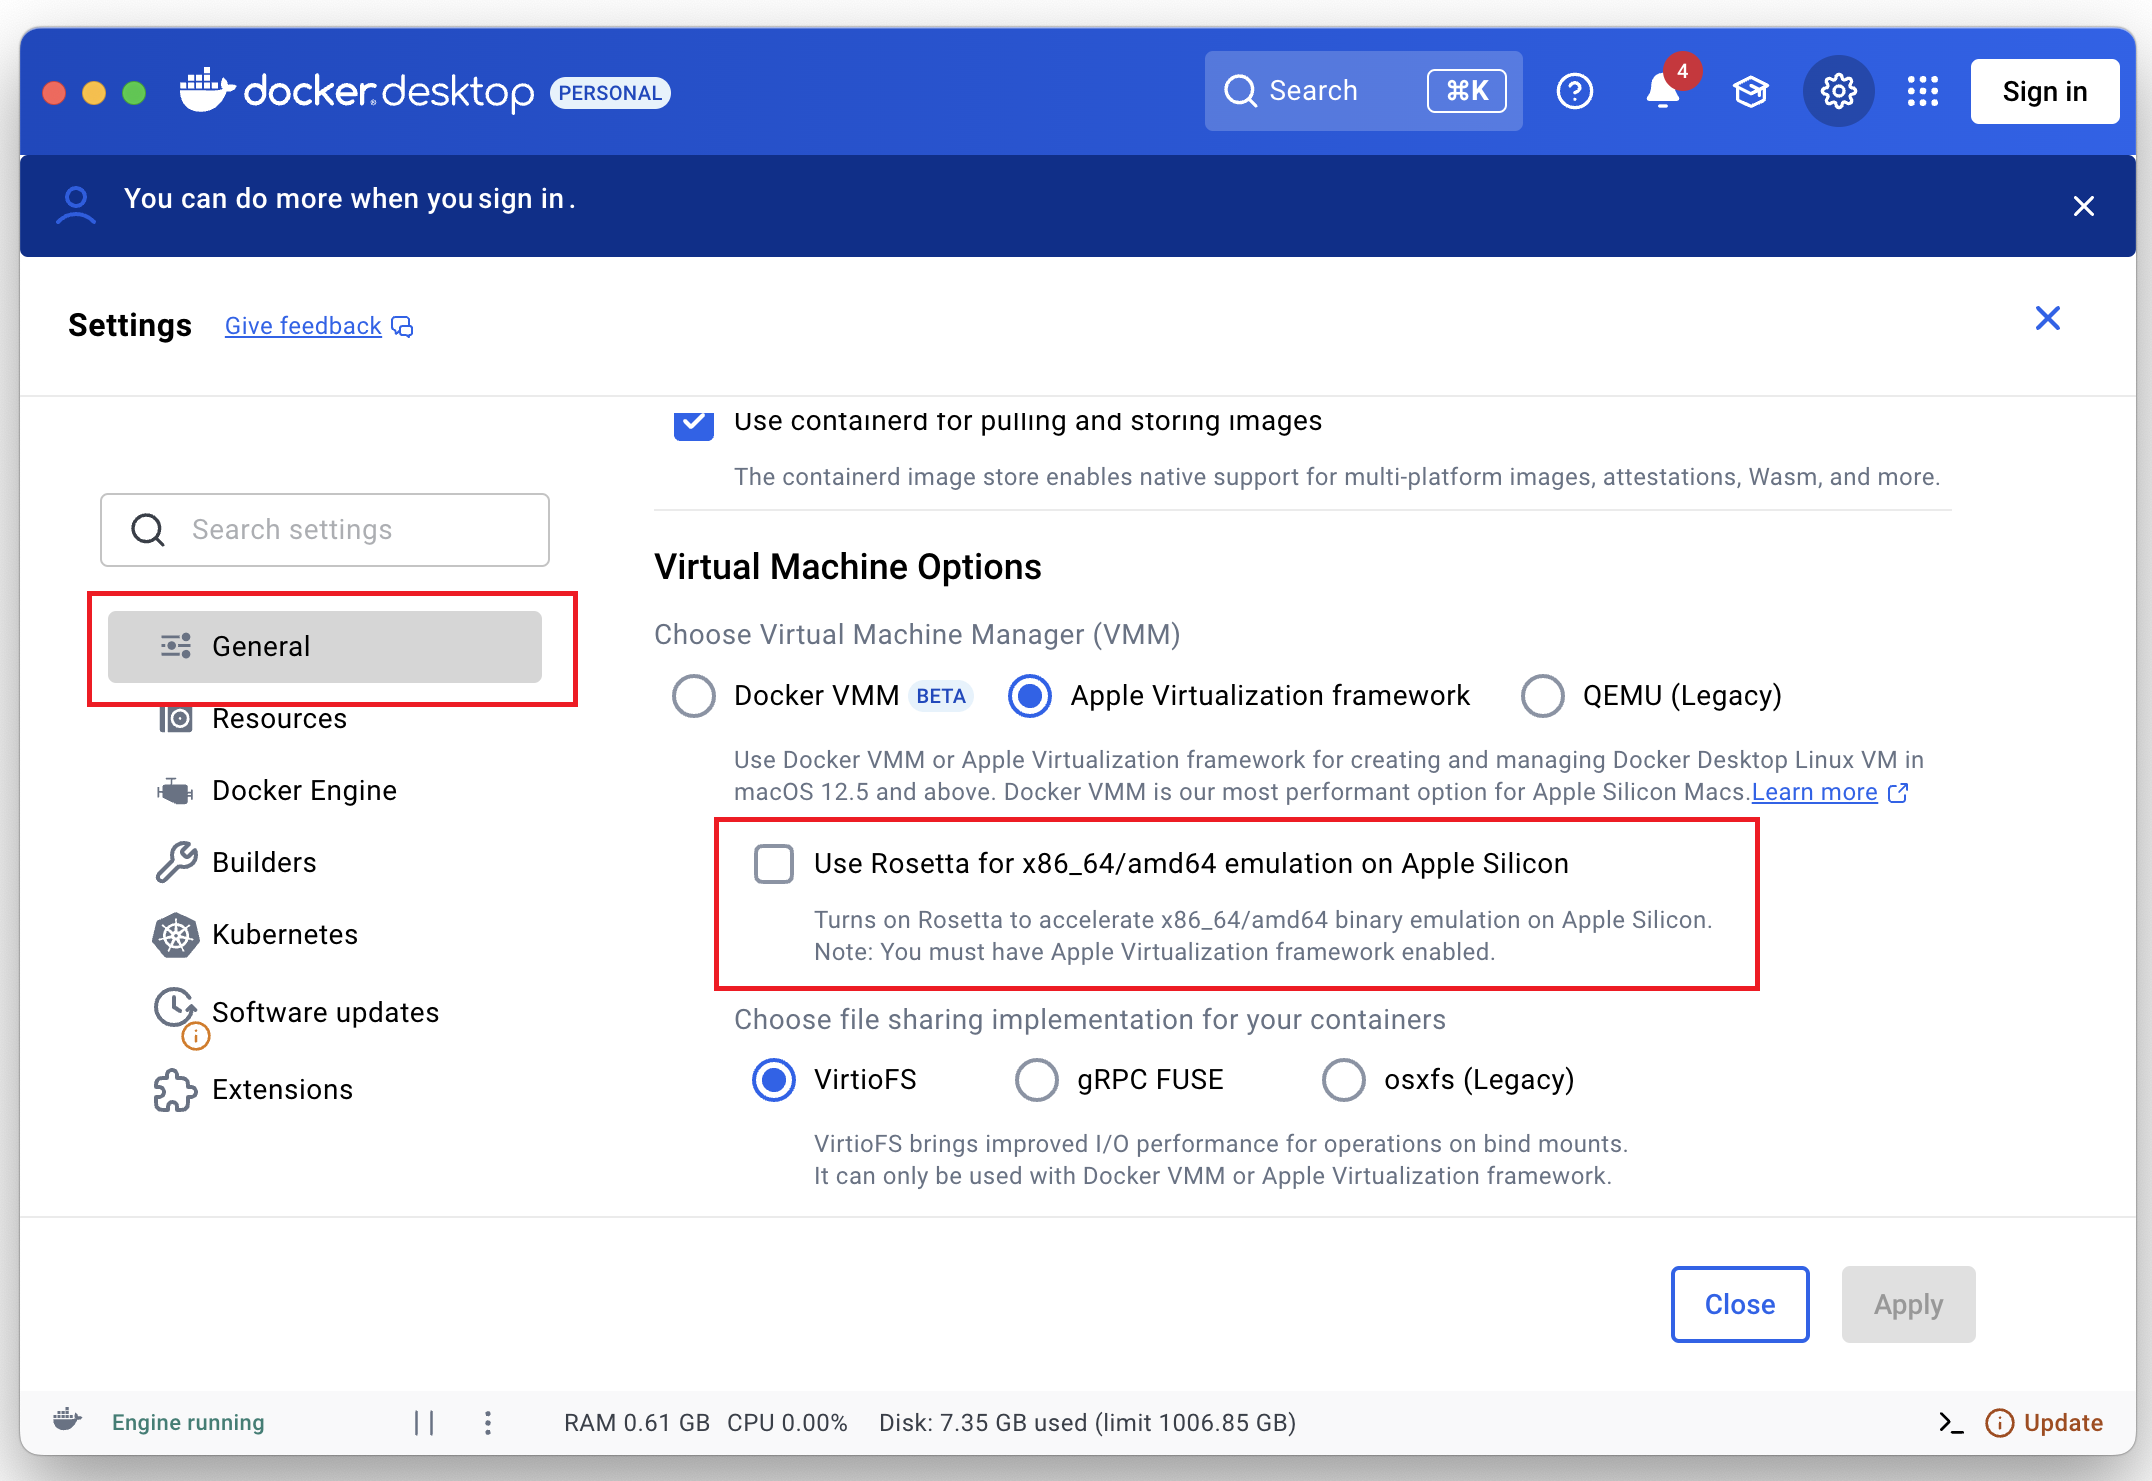 docker desktop PERSONAL
Search ⌘K
4
Sign in
You can do more when you sign in.
Settings
Give feedback
Search settings
General
Resources
Docker Engine
Builders
Kubernetes
Software updates
Extensions
Use containerd for pulling and storing images
The containerd image store enables native support for multi-platform images, attestations, Wasm, and more.
Virtual Machine Options
Choose Virtual Machine Manager (VMM)
Docker VMM BETA
Apple Virtualization framework
QEMU (Legacy)
Use Docker VMM or Apple Virtualization framework for creating and managing Docker Desktop Linux VM in
macOS 12.5 and above. Docker VMM is our most performant option for Apple Silicon Macs. Learn more
Use Rosetta for x86_64/amd64 emulation on Apple Silicon
Turns on Rosetta to accelerate x86_64/amd64 binary emulation on Apple Silicon.
Note: You must have Apple Virtualization framework enabled.
Choose file sharing implementation for your containers
VirtioFS
gRPC FUSE
osxfs (Legacy)
VirtioFS brings improved I/O performance for operations on bind mounts.
It can only be used with Docker VMM or Apple Virtualization framework.
Close
Apply
Engine running
RAM 0.61 GB CPU 0.00% Disk: 7.35 GB used (limit 1006.85 GB)
Update